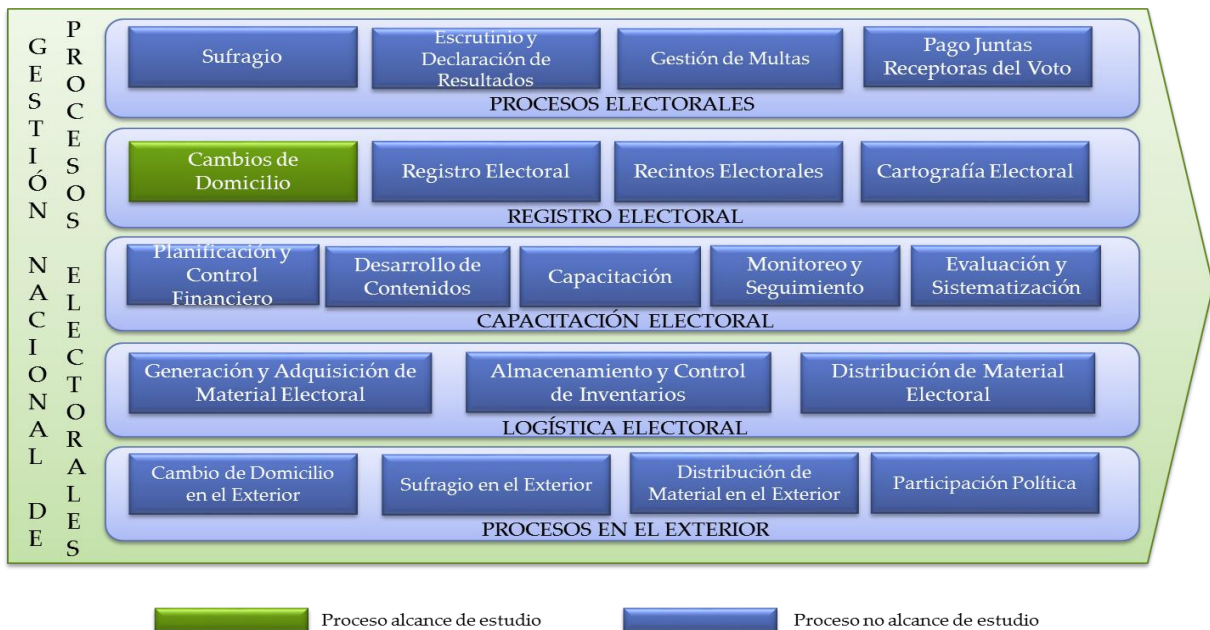 GESTIÓN NACIONAL DE
PROCESOS ELECTORALES
Sufragio
Escrutinio y
Declaración de
Resultados
Gestión de Multas
Pago Juntas
Receptoras del Voto
PROCESOS ELECTORALES
Cambios de
Domicilio
Registro Electoral
Recintos Electorales
Cartografía Electoral
REGISTRO ELECTORAL
Planificación y
Control
Financiero
Desarrollo de
Contenidos
Capacitación
Monitoreo y
Seguimiento
Evaluación y
Sistematización
CAPACITACIÓN ELECTORAL
Generación y Adquisición de
Material Electoral
Almacenamiento y Control
de Inventarios
Distribución de Material
Electoral
LOGÍSTICA ELECTORAL
Cambio de Domicilio
en el Exterior
Sufragio en el Exterior
Distribución de
Material en el Exterior
Participación Política
PROCESOS EN EL EXTERIOR
Proceso alcance de estudio
Proceso no alcance de estudio